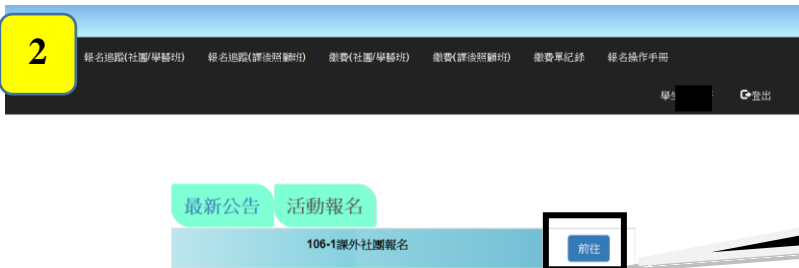 2
報名追蹤(社團/學藝班) 報名追蹤(課後照顧班) 繳費(社團/學藝班) 繳費(課後照顧班) 繳費單紀錄 報名操作手冊
學生 登出
最新公告 活動報名
106-1課外社團報名 前往